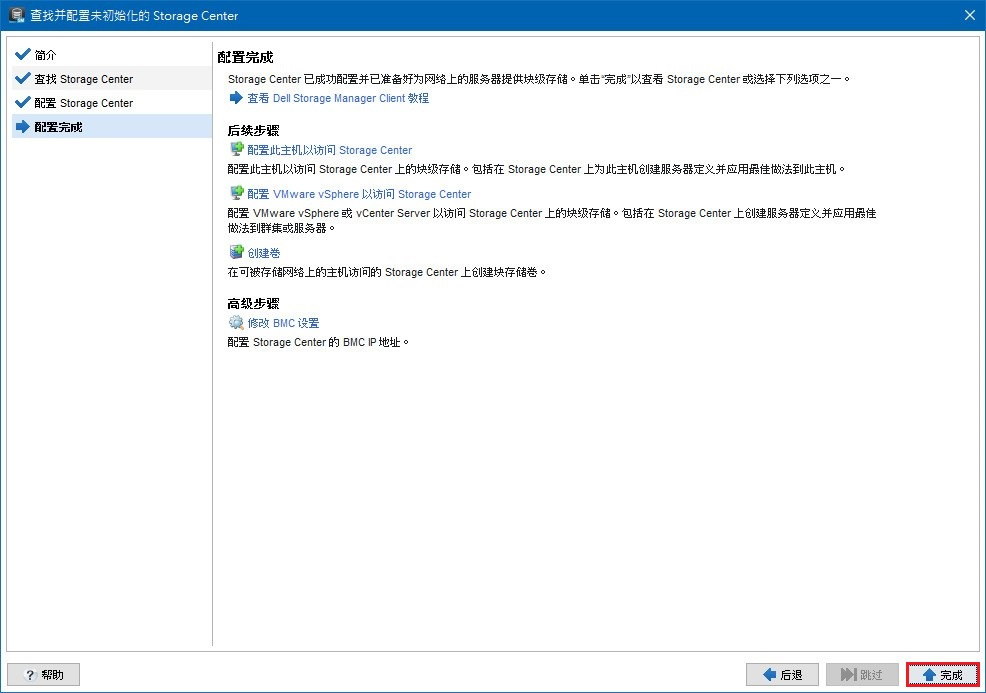 查找并配置未初始化的 Storage Center
简介
查找 Storage Center
配置 Storage Center
配置完成
配置完成
Storage Center 已成功配置并已准备好为网络上的服务器提供块级存储。单击“完成”以查看 Storage Center 或选择下列选项之一。
查看 Dell Storage Manager Client 教程
后续步骤
配置此主机以访问 Storage Center
配置此主机以访问 Storage Center 上的块级存储。包括在 Storage Center 上为此主机创建服务器定义并应用最佳做法到此主机。
配置 VMware vSphere 以访问 Storage Center
配置 VMware vSphere 或 vCenter Server 以访问 Storage Center 上的块级存储。包括在 Storage Center 上创建服务器定义并应用最佳
做法到群集或服务器。
创建卷
在可被存储网络上的主机访问的 Storage Center 上创建块存储卷。
高级步骤
修改 BMC 设置
配置 Storage Center 的 BMC IP 地址。
? 帮助
后退
跳过
完成